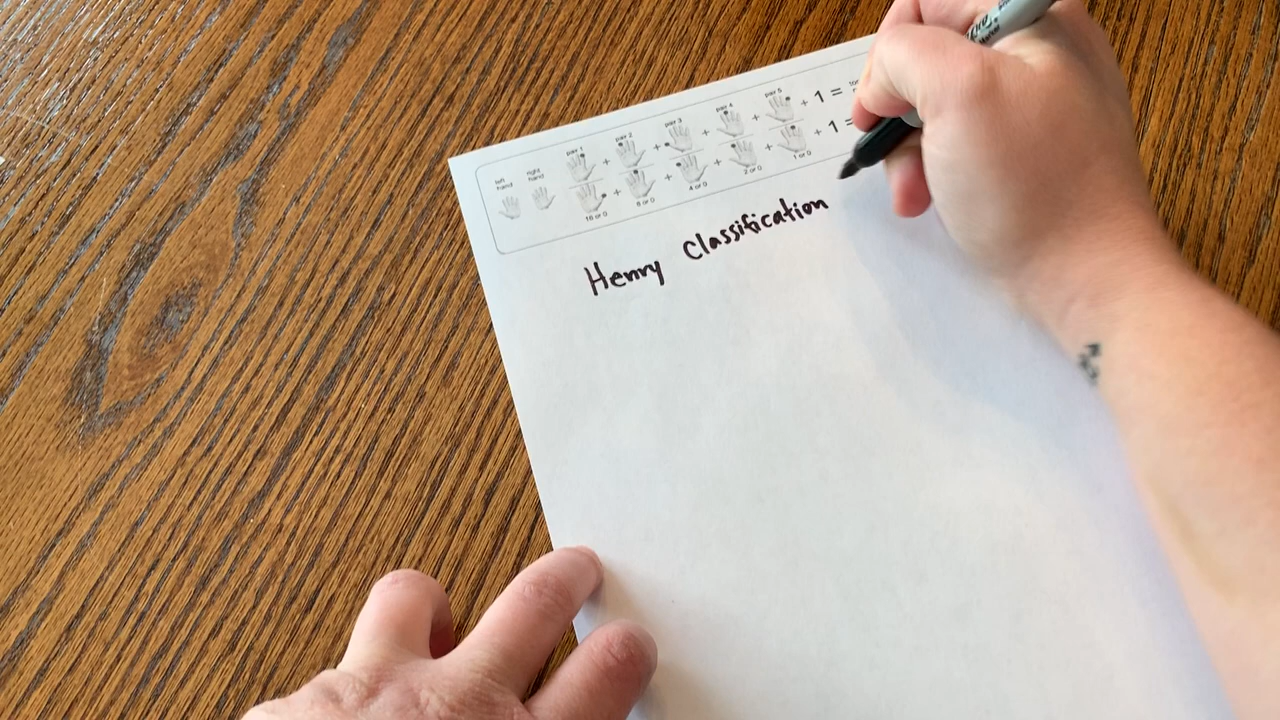 pair 1 pair 2 pair 3 pair 4 pair 5
left hand
right hand
+ + + + + 1 =
+ + + + + 1 =
16 or 0 8 or 0 4 or 0 2 or 0 1 or 0
Henry Classification